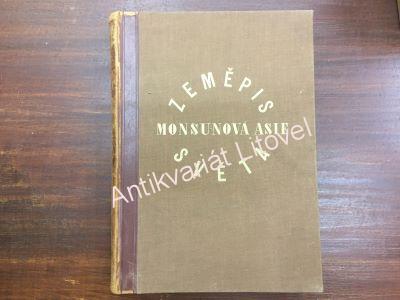 ZEMĚPIS
MONSUNOVÁ ASIE
SVĚTA
Antikvariát Litovel